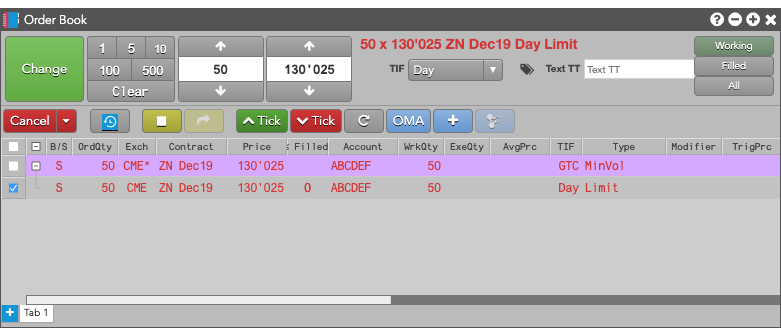 Order Book
50 x 130'025 ZN Dec19 Day Limit
Change
1 5 10
100 500
Clear
50
130'025
TIF Day
Text TT Text TT
Working
Filled
All
Cancel
Tick
Tick
C
OMA
+
B/S OrdQty Exch Contract Price Filled Account WrkQty ExeQty AvgPrc TIF Type Modifier TrigPrc
S 50 CME* ZN Dec19 130'025 ABCDEF 50 GTC MinVol
S 50 CME ZN Dec19 130'025 0 ABCDEF 50 Day Limit
+ Tab 1